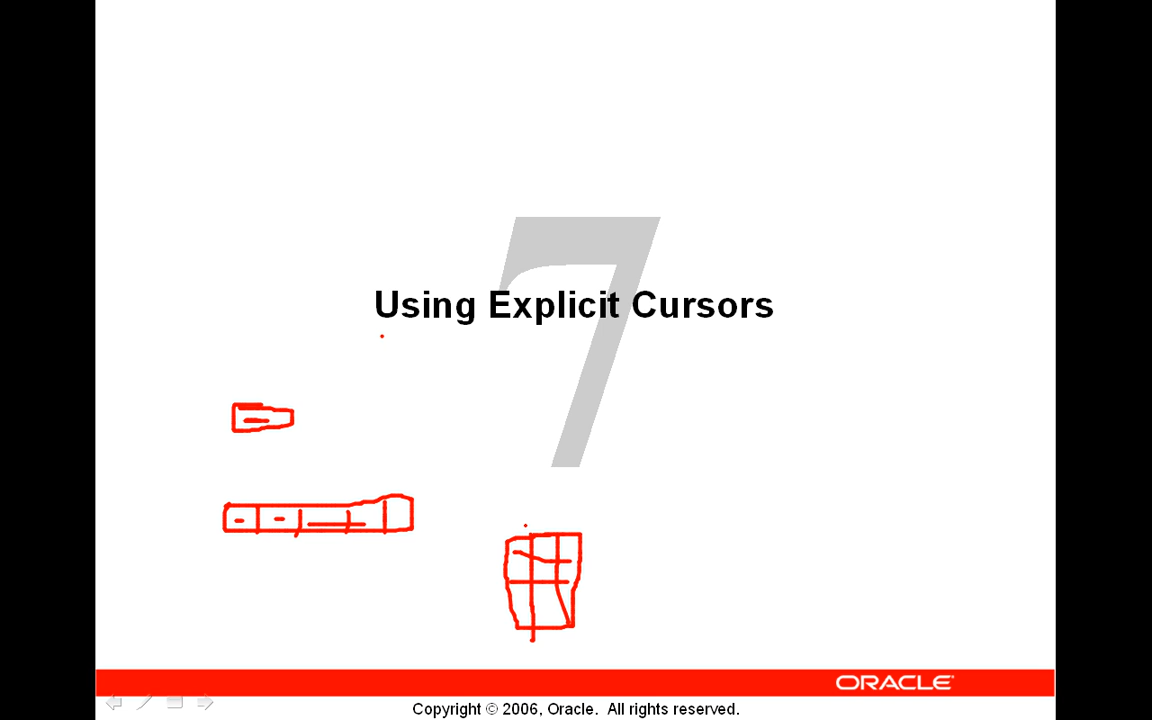 7
Using Explicit Cursors
ORACLE
Copyright © 2006, Oracle. All rights reserved.